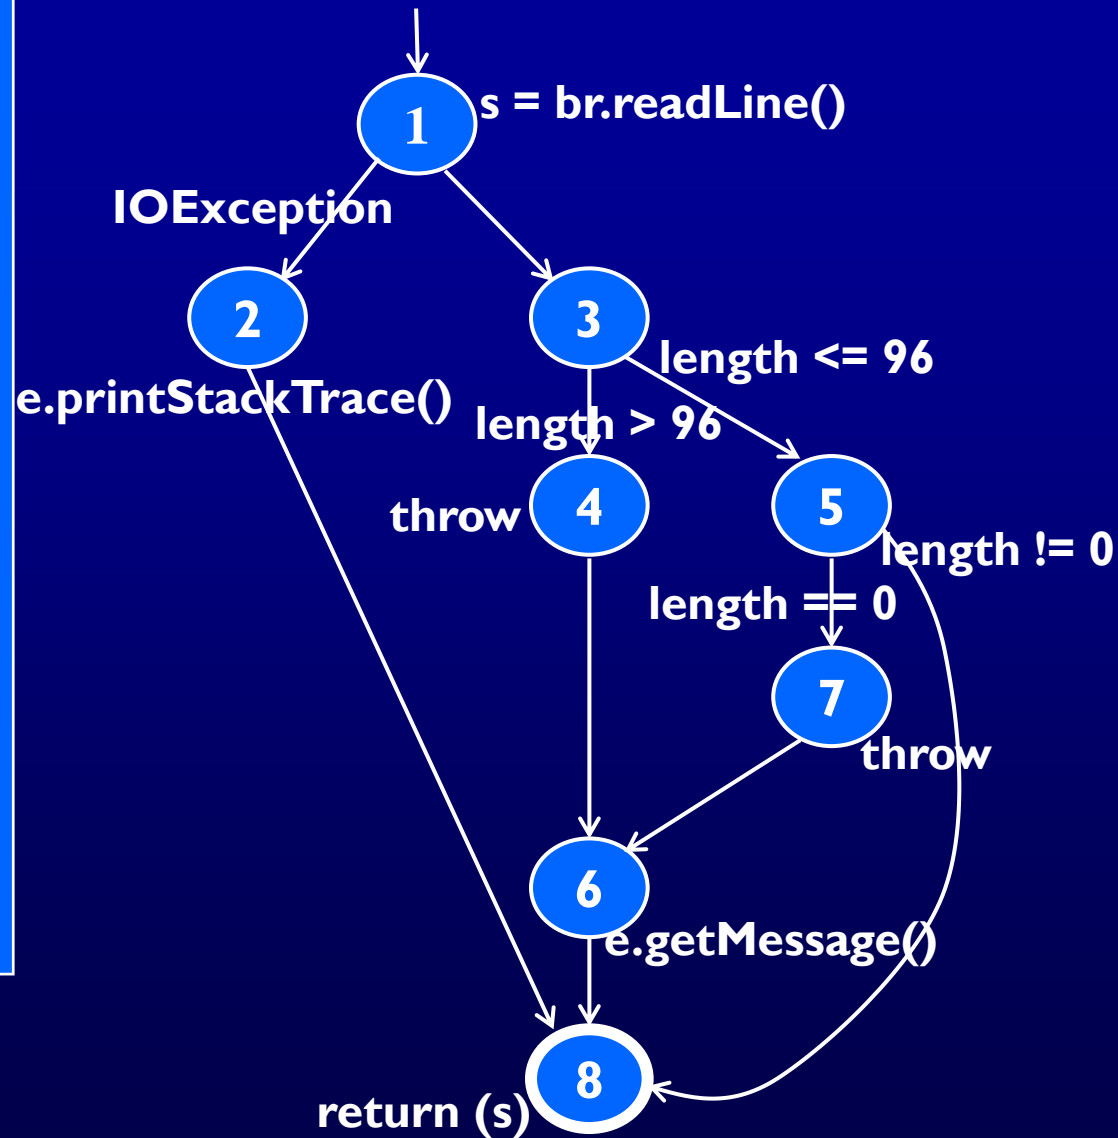 s = br.readLine()
1
IOException
2
3
length <= 96
e.printStackTrace()
length > 96
throw
4
5
length != 0
length == 0
7
throw
6
e.getMessage()
8
return (s)